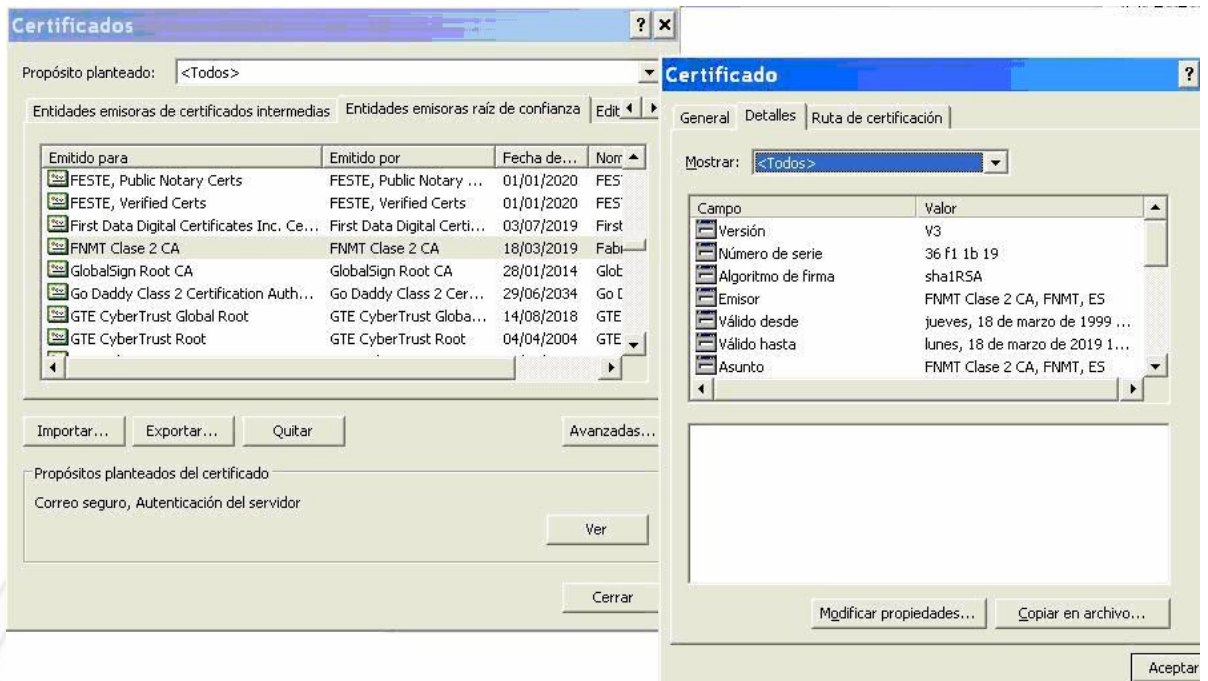 Certificados
Propósito planteado: <Todos>
Entidades emisoras de certificados intermedias Entidades emisoras raíz de confianza Edit
Emitido para Emitido por Fecha de... Nom
FESTE, Public Notary Certs FESTE, Public Notary ... 01/01/2020 FES
FESTE, Verified Certs FESTE, Verified Certs 01/01/2020 FES
First Data Digital Certificates Inc. Ce... First Data Digital Certi... 03/07/2019 First
FNMT Clase 2 CA FNMT Clase 2 CA 18/03/2019 Fab
GlobalSign Root CA GlobalSign Root CA 28/01/2014 Glob
Go Daddy Class 2 Certification Auth... Go Daddy Class 2 Cer... 29/06/2034 Go D
GTE CyberTrust Global Root GTE CyberTrust Globa... 14/08/2018 GTE
GTE CyberTrust Root GTE CyberTrust Root 04/04/2004 GTE
Importar... Exportar... Quitar Avanzadas...
Propósitos planteados del certificado
Correo seguro, Autenticación del servidor
Ver
Cerrar
Certificado
General Detalles Ruta de certificación
Mostrar: <Todos>
Campo Valor
Versión V3
Número de serie 36 f1 1b 19
Algoritmo de firma sha1RSA
Emisor FNMT Clase 2 CA, FNMT, ES
Válido desde jueves, 18 de marzo de 1999 ...
Válido hasta lunes, 18 de marzo de 2019 1...
Asunto FNMT Clase 2 CA, FNMT, ES
Modificar propiedades... Copiar en archivo...
Aceptar